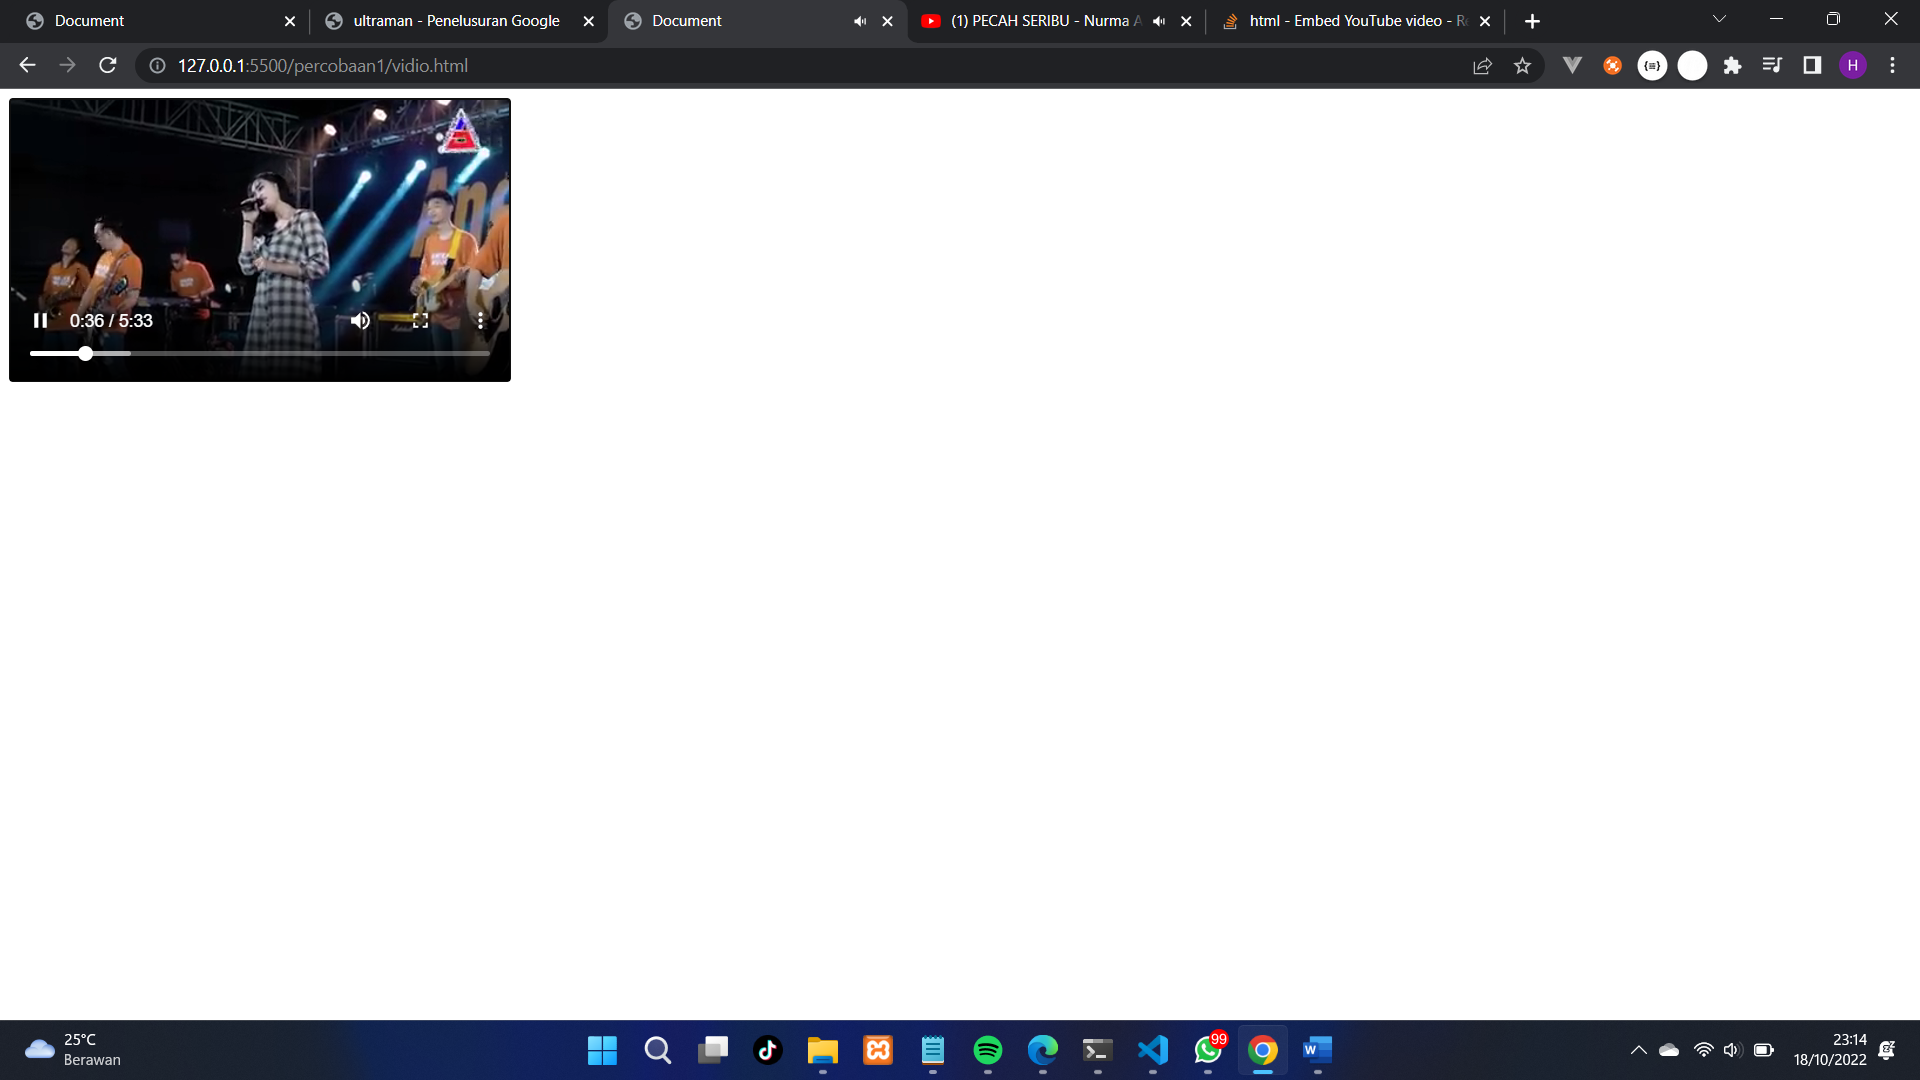 Document
ultraman - Penelusuran Google
Document
(1) PECAH SERIBU - Nurma A
html - Embed YouTube video - Re
127.0.0.1:5500/percobaan1/vidio.html
{≡}
H
0:36 / 5:33
25°C
Berawan
99
23:14
18/10/2022